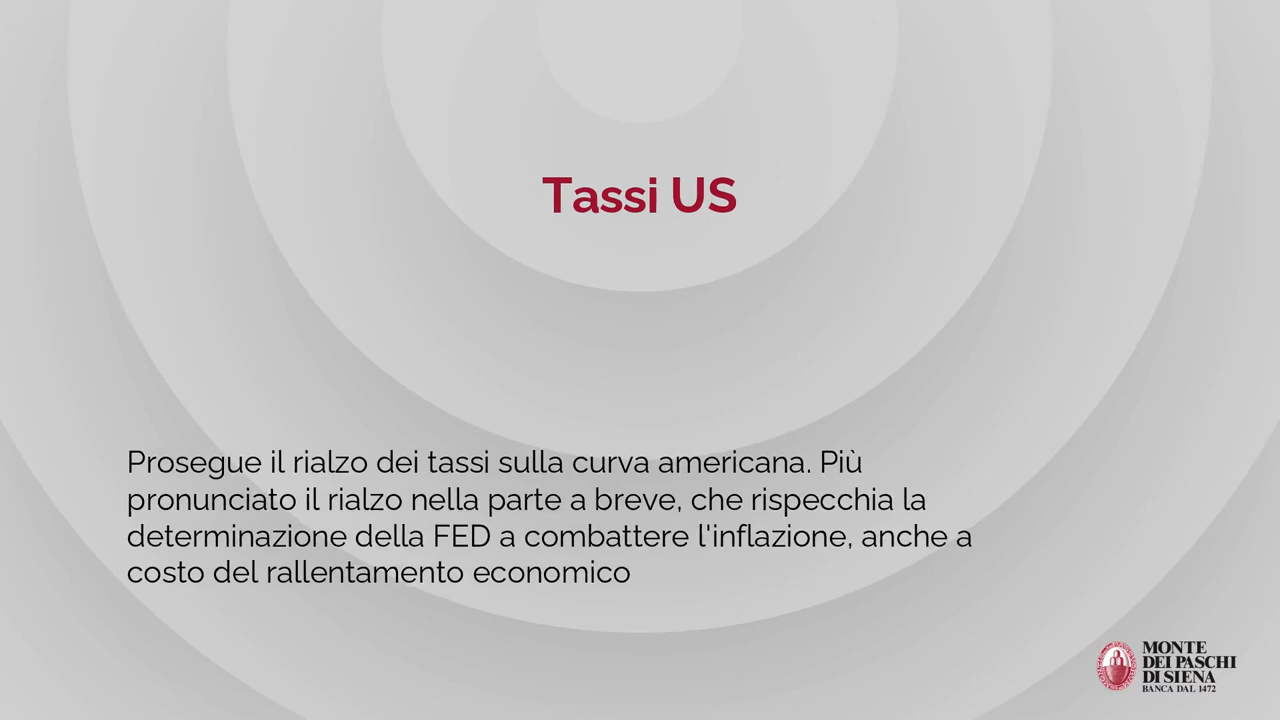 Tassi US
Prosegue il rialzo dei tassi sulla curva americana. Più
pronunciato il rialzo nella parte a breve, che rispecchia la
determinazione della FED a combattere l'inflazione, anche a
costo del rallentamento economico
MONTE
DEI PASCHI
DI SIENA
BANCA DAL 1472